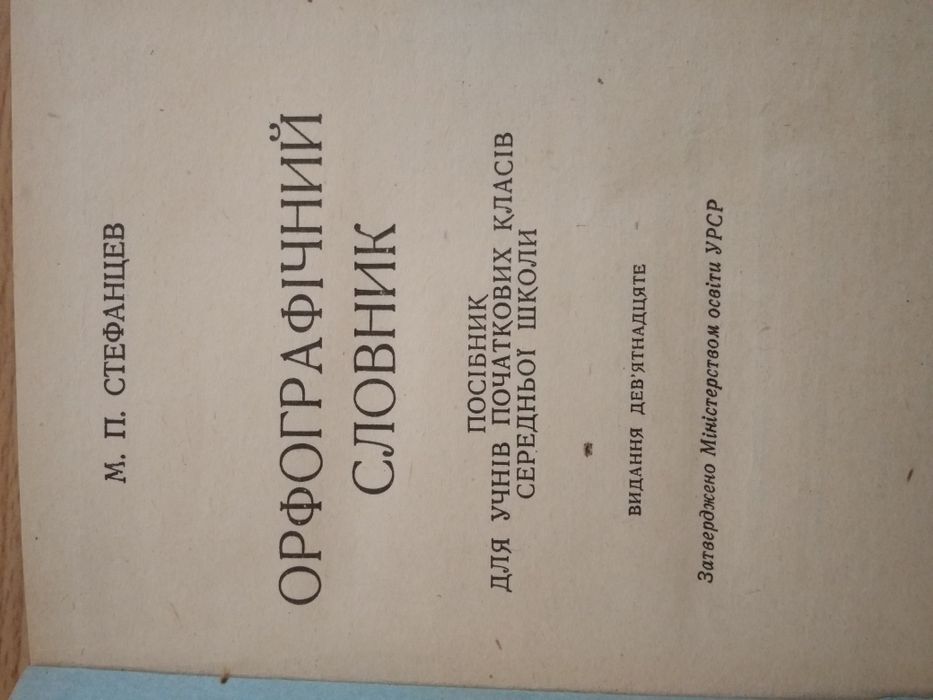 М. П. СТЕФАНЦЕВ
ОРФОГРАФІЧНИЙ
СЛОВНИК
ПОСІБНИК
ДЛЯ УЧНІВ ПОЧАТКОВИХ КЛАСІВ
СЕРЕДНЬОЇ ШКОЛИ
ВИДАННЯ ДЕВ'ЯТНАДЦЯТЕ
Затверджено Міністерством освіти УРСР